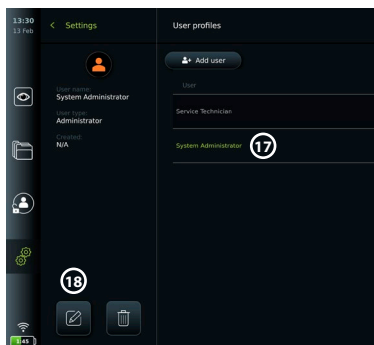 13:30
13 Feb
Settings
User name:
System Administrator
User type:
Administrator
Created:
N/A
18
1:45
User profiles
Add user
User
Service Technician
System Administrator
17